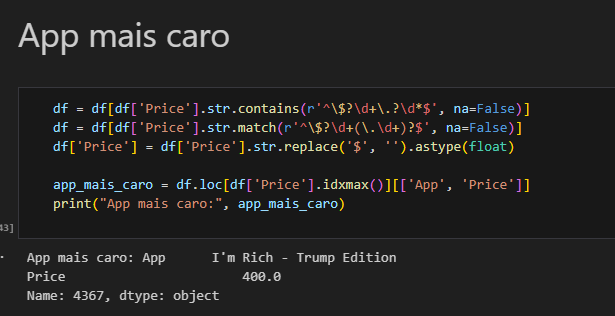 App mais caro
df = df[df['Price'].str.contains(r'^\$?\d+\.?\d*$', na=False)]
df = df[df['Price'].str.match(r'^\$?\d+(\.\d+)?$', na=False)]
df['Price'] = df['Price'].str.replace('$', '').astype(float)
app_mais_caro = df.loc[df['Price'].idxmax()][['App', 'Price']]
print("App mais caro:", app_mais_caro)
43]
App mais caro: App      I'm Rich - Trump Edition
Price                       400.0
Name: 4367, dtype: object